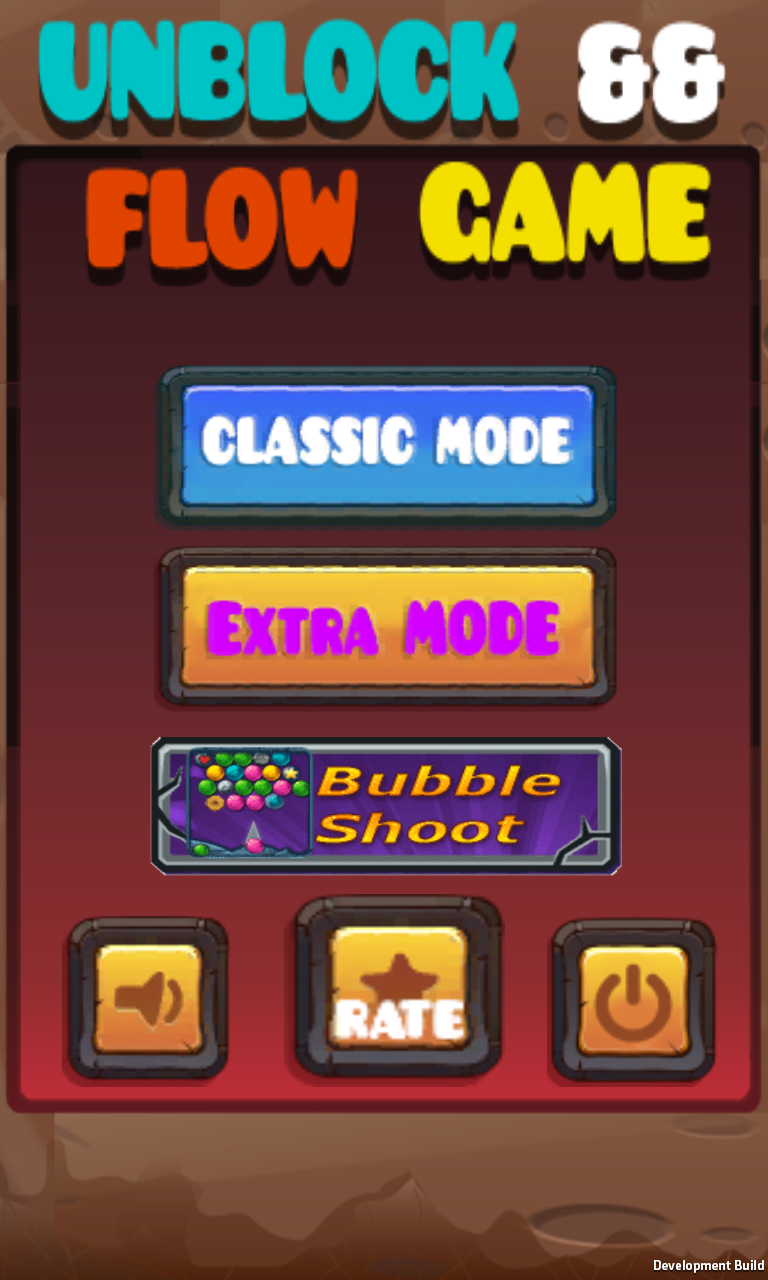 UNBLOCK &&
FLOW GAME
CLASSIC MODE
EXTRA MODE
Bubble
Shoot
RATE
Development Build